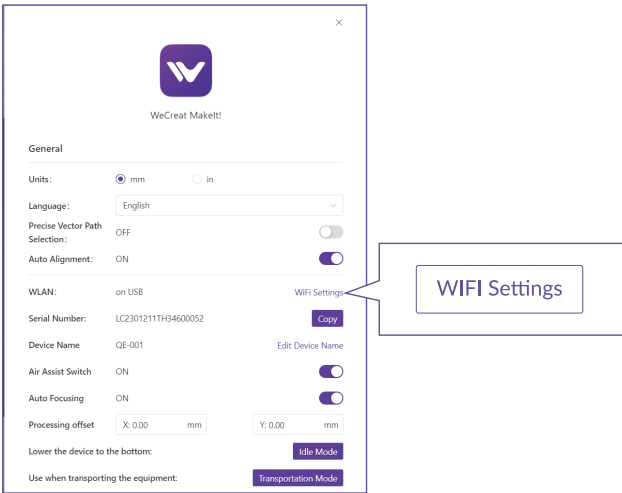 WeCreat MakeIt!
General
Units: mm in
Language: English
Precise Vector Path
Selection: OFF
Auto Alignment: ON
WLAN: on USB WiFi Settings
WIFI Settings
Serial Number: LC2301211TH34600052 Copy
Device Name QE-001 Edit Device Name
Air Assist Switch ON
Auto Focusing ON
Processing offset X: 0.00 mm Y: 0.00 mm
Lower the device to the bottom: Idle Mode
Use when transporting the equipment: Transportation Mode